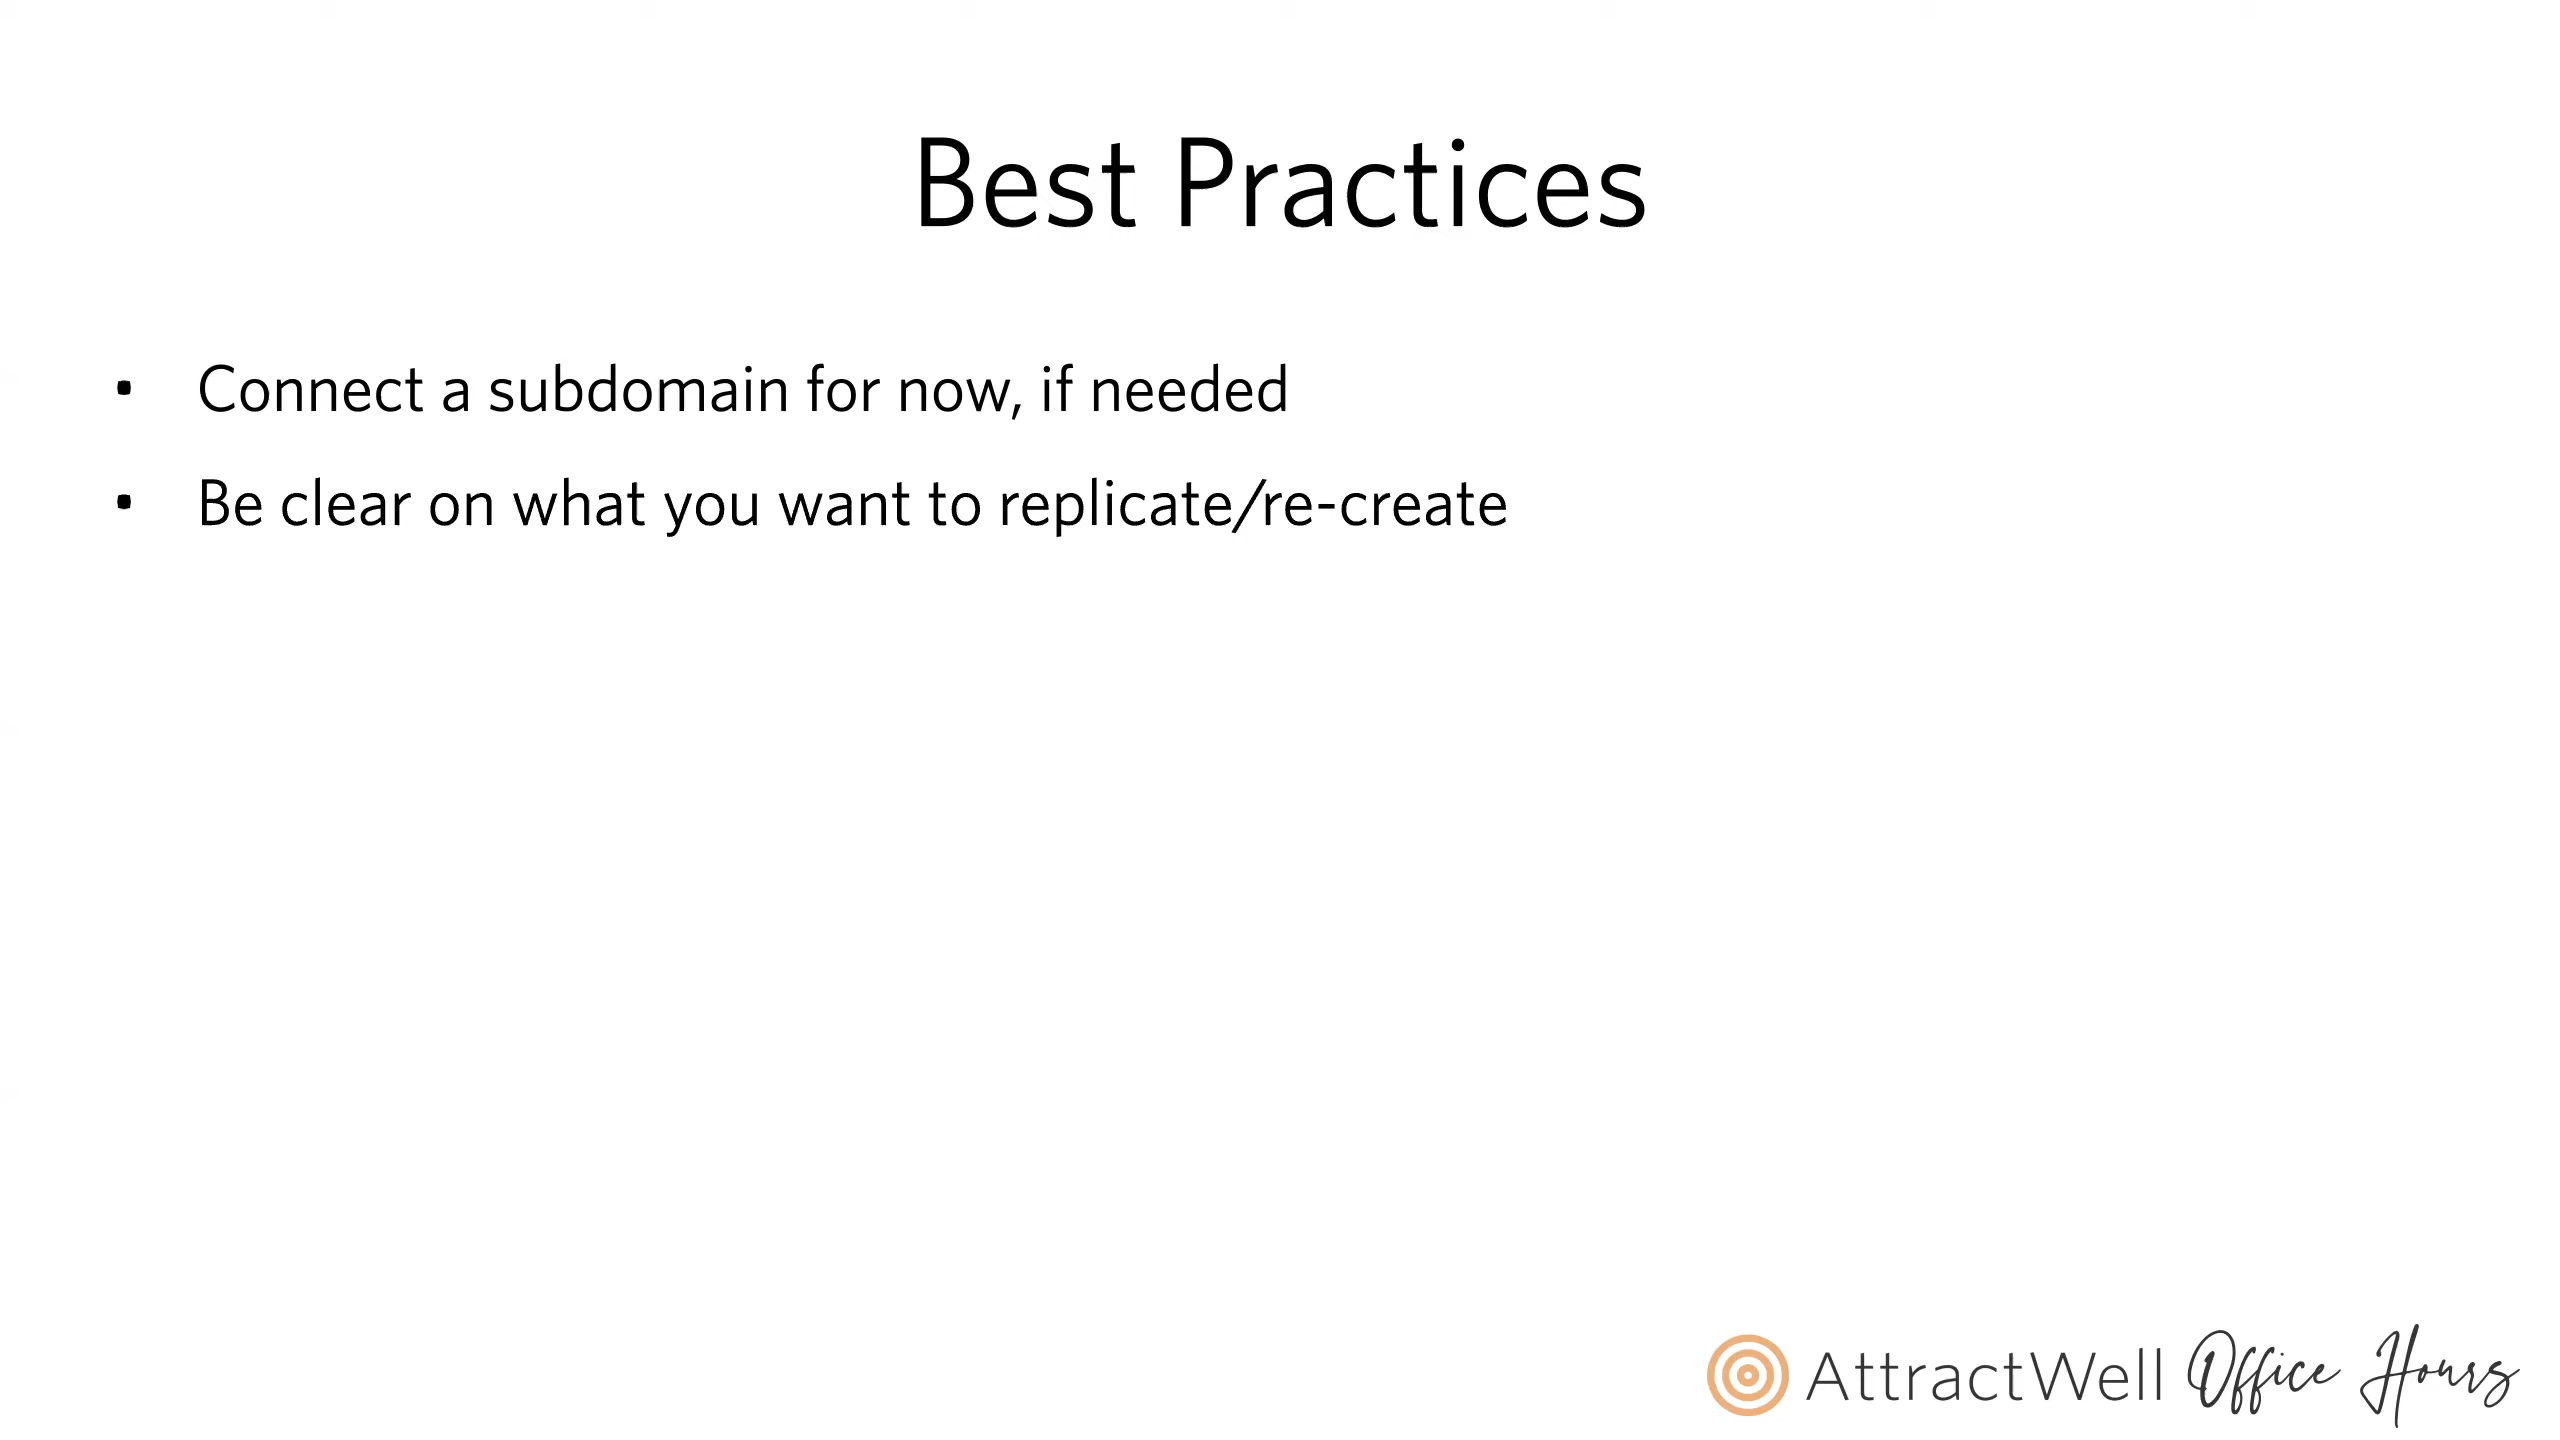 Best Practices
• Connect a subdomain for now, if needed
• Be clear on what you want to replicate/re-create
AttractWell Office Hours